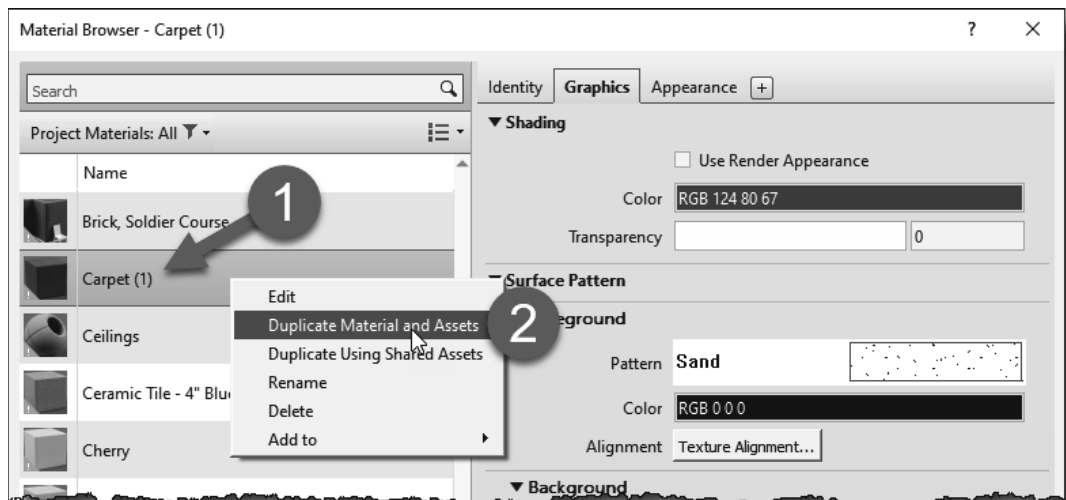 Material Browser - Carpet (1)
? ×
Search
Project Materials: All
Name
Brick, Soldier Course
Carpet (1)
Ceilings
Ceramic Tile - 4" Blu
Cherry
1
Edit
Duplicate Material and Assets
Duplicate Using Shared Assets
Rename
Delete
Add to
2
Identity Graphics Appearance +
Shading
Use Render Appearance
Color RGB 124 80 67
Transparency 0
Surface Pattern
eground
Pattern Sand
Color RGB 0 0 0
Alignment Texture Alignment...
Background